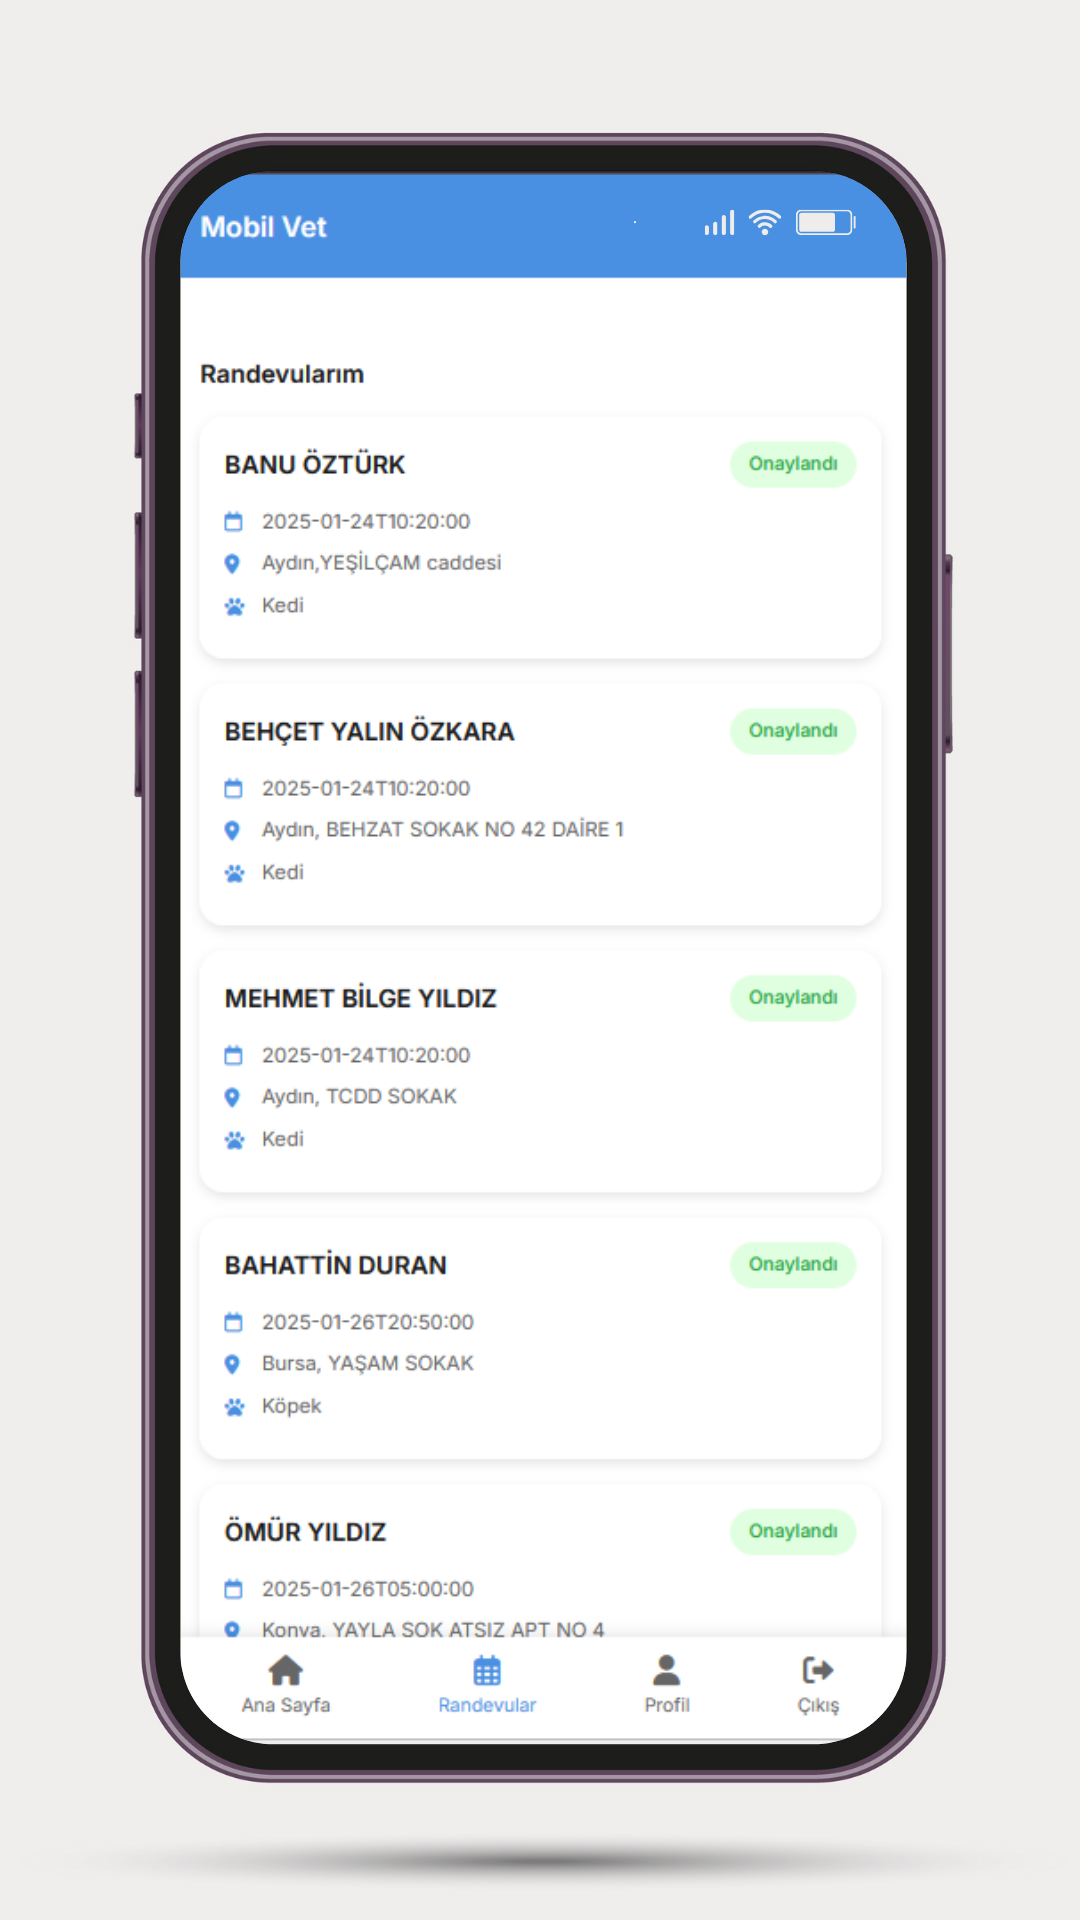 Mobil Vet
Randevularım
BANU ÖZTÜRK
Onaylandı
2025-01-24T10:20:00
Aydın,YEŞİLÇAM caddesi
Kedi
BEHÇET YALIN ÖZKARA
Onaylandı
2025-01-24T10:20:00
Aydın, BEHZAT SOKAK NO 42 DAİRE 1
Kedi
MEHMET BİLGE YILDIZ
Onaylandı
2025-01-24T10:20:00
Aydın, TCDD SOKAK
Kedi
BAHATTİN DURAN
Onaylandı
2025-01-26T20:50:00
Bursa, YAŞAM SOKAK
Köpek
ÖMÜR YILDIZ
Onaylandı
2025-01-26T05:00:00
Konya, YAYLA SOK ATSIZ APT NO 4
Ana Sayfa
Randevular
Profil
Çıkış